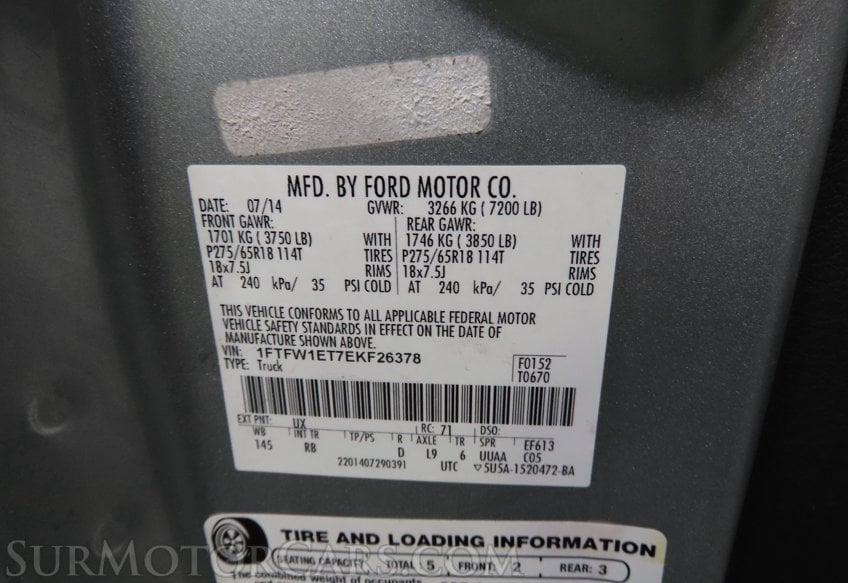 MFD. BY FORD MOTOR CO.
DATE: 07/14 GVWR: 3266 KG ( 7200 LB)
FRONT GAWR: REAR GAWR:
1701 KG ( 3750 LB) WITH 1746 KG ( 3850 LB) WITH
P275/65R18 114T TIRES P275/65R18 114T TIRES
18x7.5J RIMS 18x7.5J RIMS
AT 240 kPa/ 35 PSI COLD AT 240 kPa/ 35 PSI COLD
THIS VEHICLE CONFORMS TO ALL APPLICABLE FEDERAL MOTOR
VEHICLE SAFETY STANDARDS IN EFFECT ON THE DATE OF
MANUFACTURE SHOWN ABOVE.
VIN: 1FTFW1ET7EKF26378 F0152
TYPE: Truck T0670
EXT PNT: UX RC: 71 DSO:
WB INT TR TP/PS R AXLE TR SPR EF613
145 RB D L9 6 UUAA C05
2201407290391 UTC ▽5U5A-1520472-BA
TIRE AND LOADING INFORMATION
SEATING CAPACITY TOTAL: 5 FRONT: 2 REAR: 3
The combined weight of occupants
SurMotorCars.com